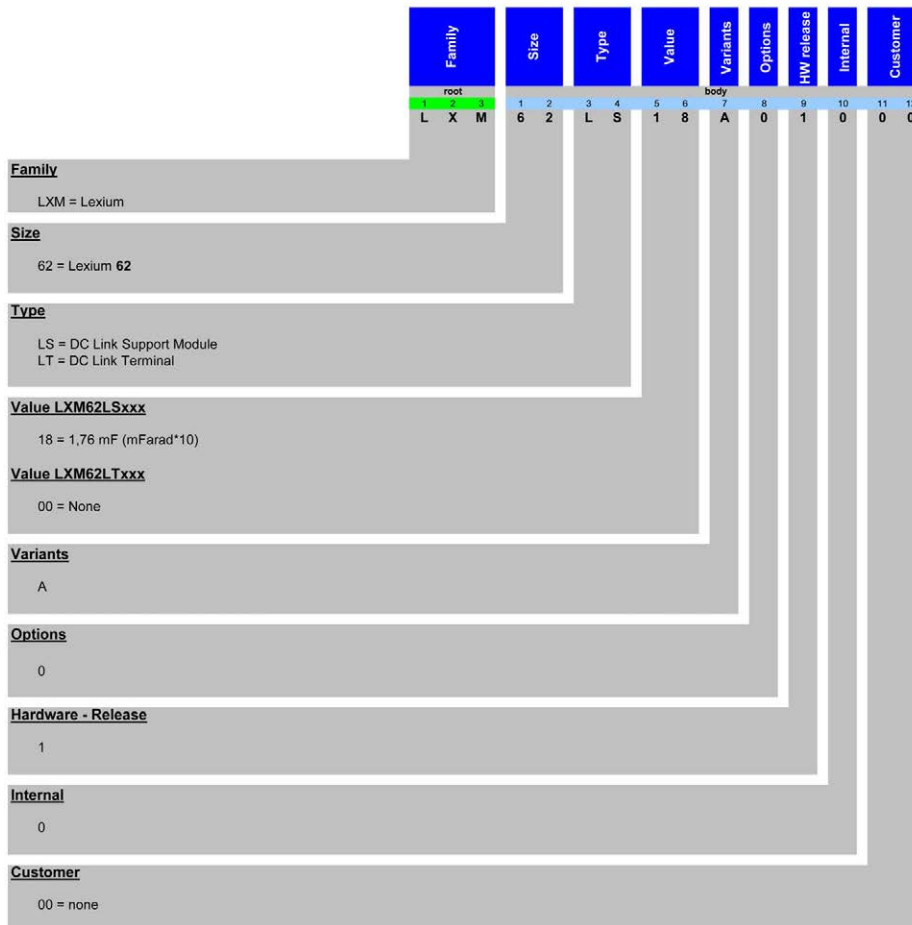 Family Size Type Value Variants Options HW release Internal Customer
root body
1 2 3 1 2 3 4 5 6 7 8 9 10 11 12
L X M 6 2 L S 1 8 A 0 1 0 0 0
Family
LXM = Lexium
Size
62 = Lexium 62
Type
LS = DC Link Support Module
LT = DC Link Terminal
Value LXM62LSxxx
18 = 1,76 mF (mFarad*10)
Value LXM62LTxxx
00 = None
Variants
A
Options
0
Hardware - Release
1
Internal
0
Customer
00 = none